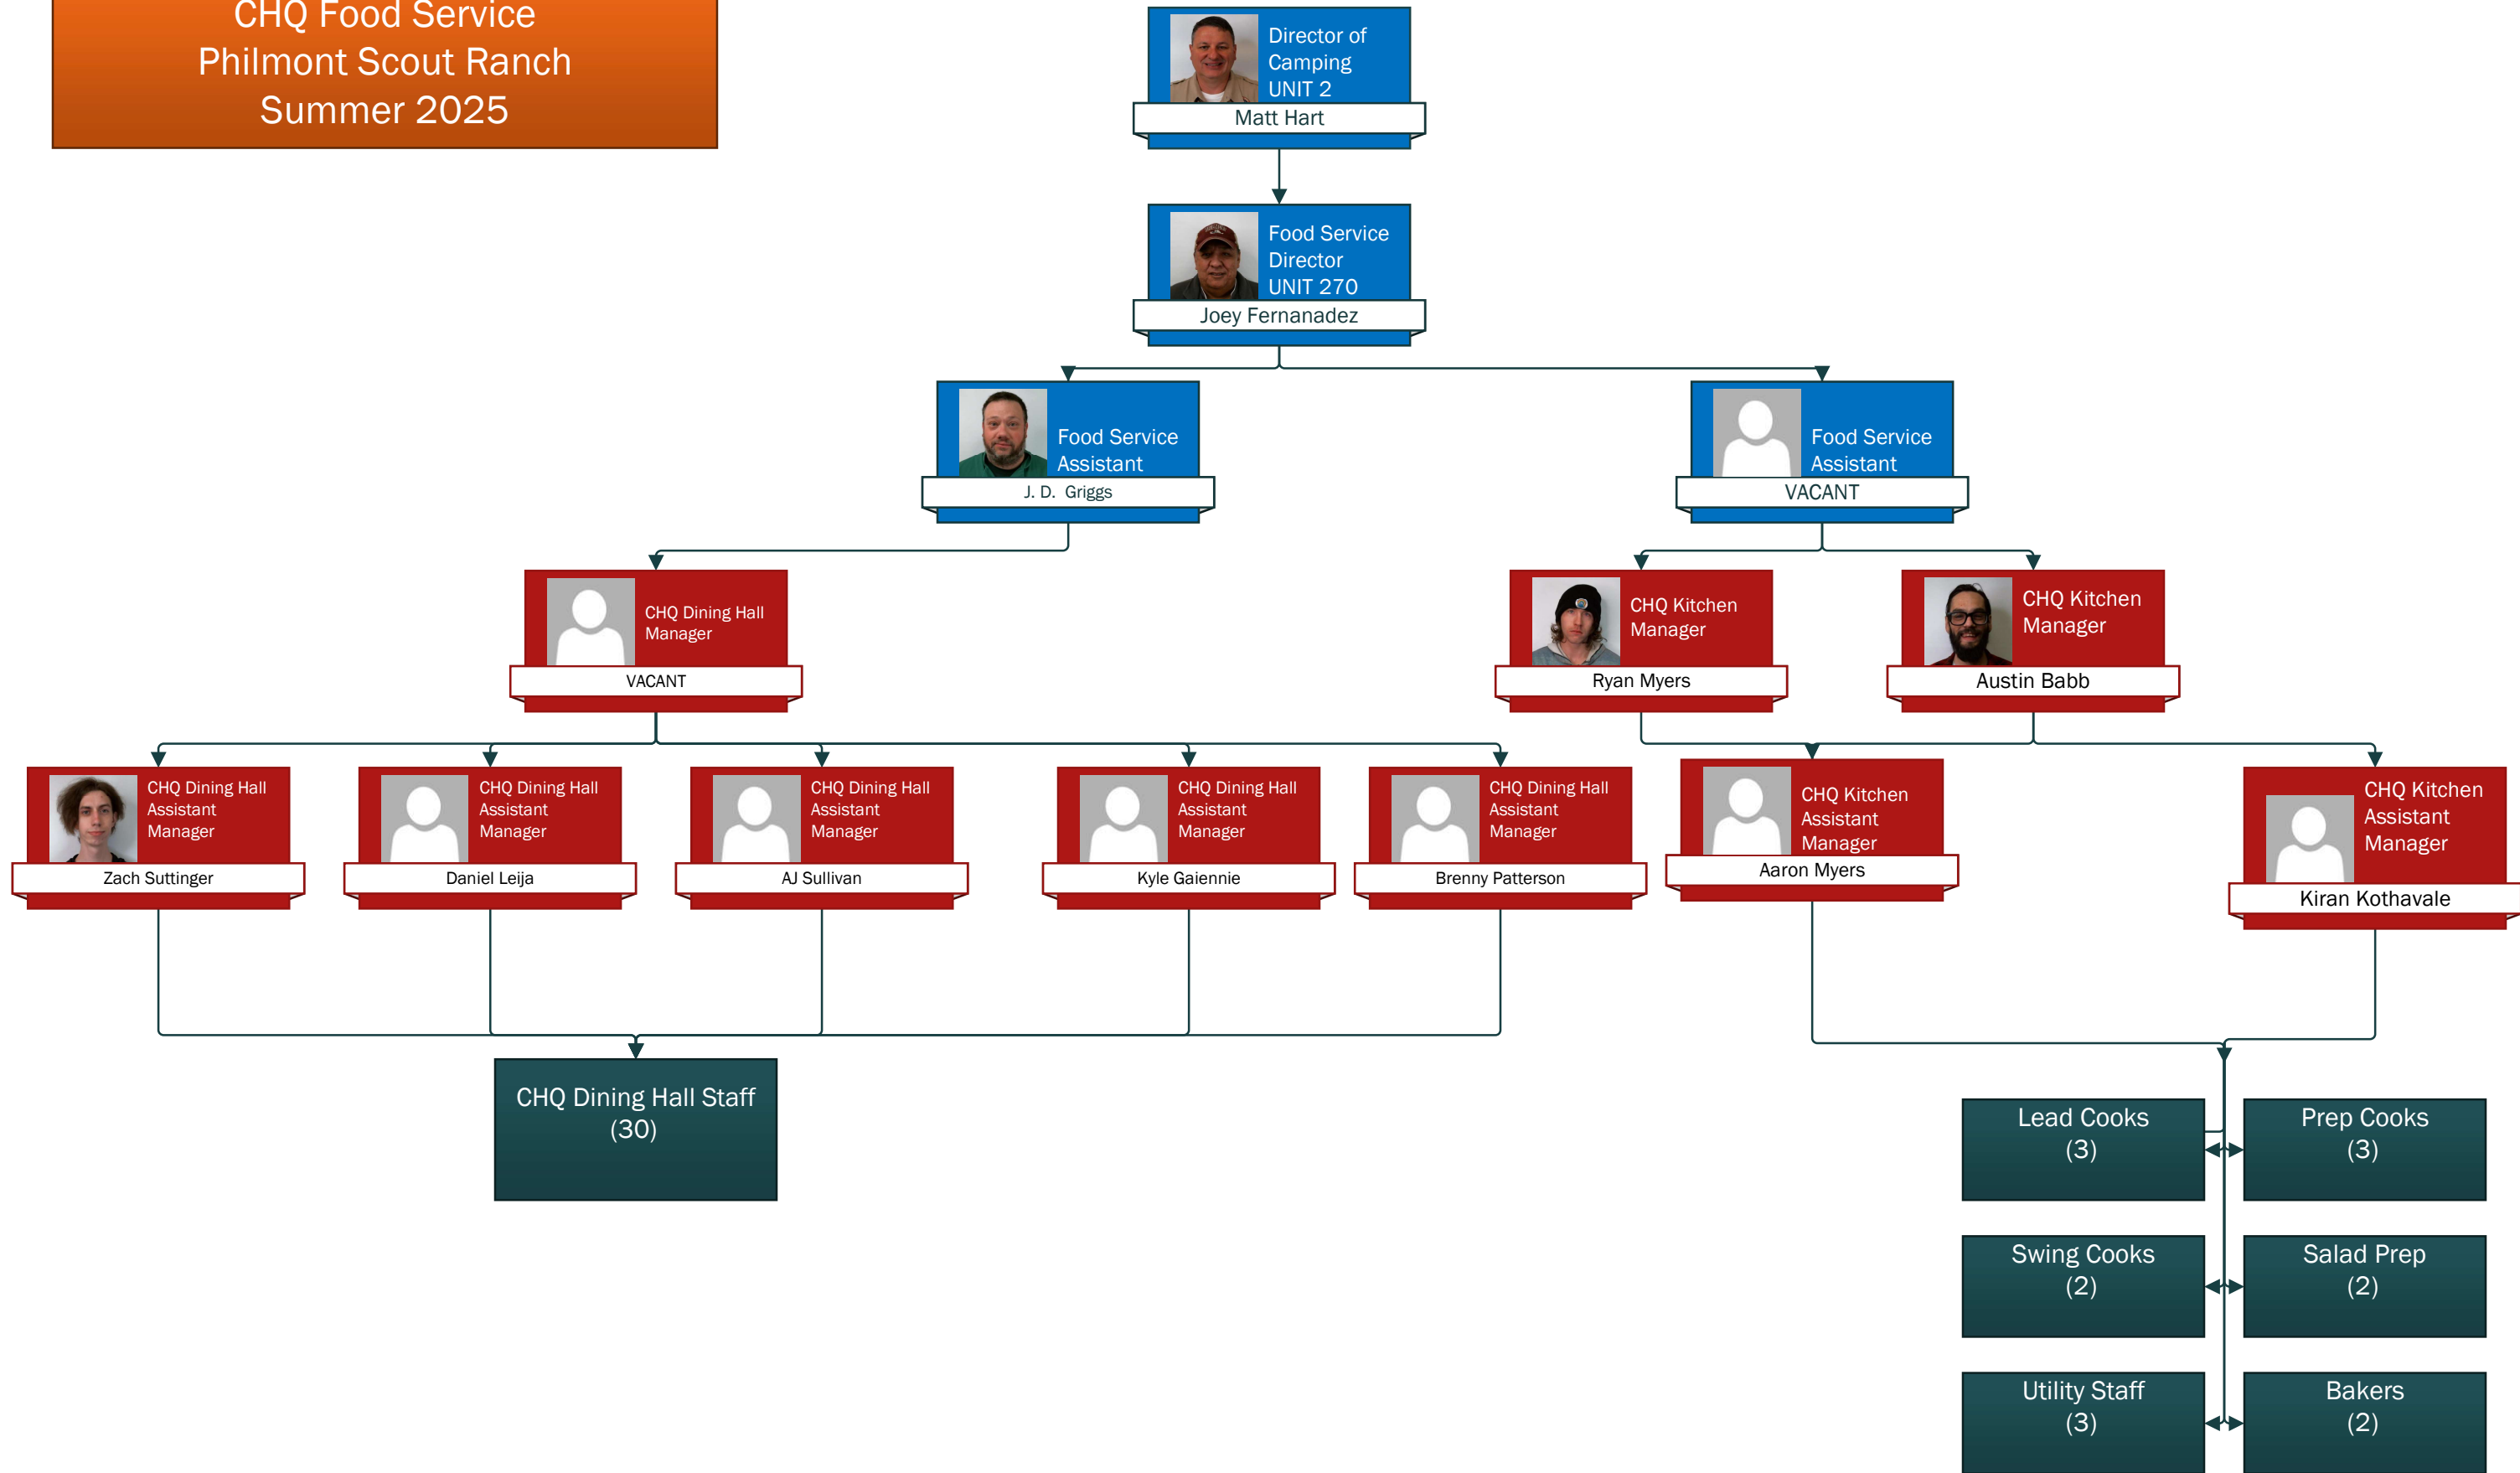 CHQ Food Service
Philmont Scout Ranch
Summer 2025
Director of
Camping
UNIT 2
Matt Hart
Food Service
Director
UNIT 270
Joey Fernanadez
Food Service
Assistant
J. D.  Griggs
Food Service
Assistant
VACANT
CHQ Dining Hall
Manager
VACANT
CHQ Kitchen
Manager
Ryan Myers
CHQ Kitchen
Manager
Austin Babb
CHQ Dining Hall
Assistant
Manager
Zach Suttinger
CHQ Dining Hall
Assistant
Manager
Daniel Leija
CHQ Dining Hall
Assistant
Manager
AJ Sullivan
CHQ Dining Hall
Assistant
Manager
Kyle Gaiennie
CHQ Dining Hall
Assistant
Manager
Brenny Patterson
CHQ Kitchen
Assistant
Manager
Aaron Myers
CHQ Kitchen
Assistant
Manager
Kiran Kothavale
CHQ Dining Hall Staff
(30)
Lead Cooks
(3)
Prep Cooks
(3)
Swing Cooks
(2)
Salad Prep
(2)
Utility Staff
(3)
Bakers
(2)